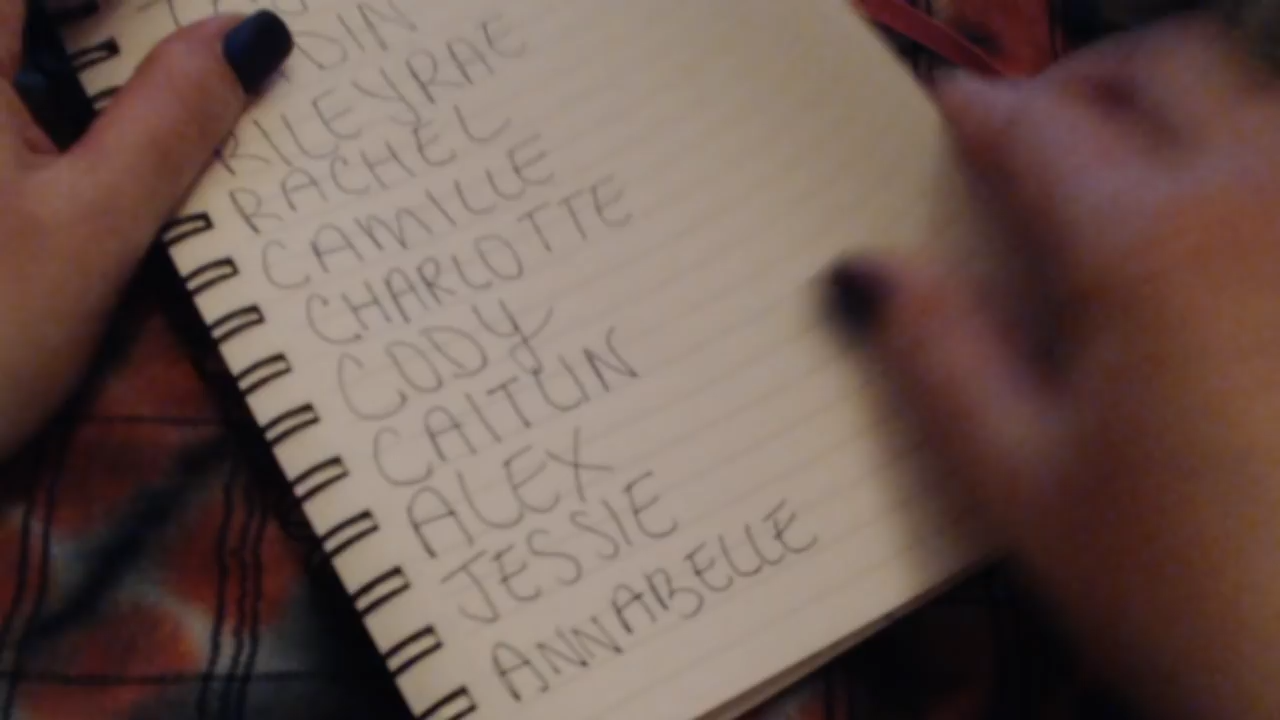 RILEYRAE
RACHEL
CAMILLE
CHARLOTTE
CODY
CAITLIN
ALEX
JESSIE
ANNABELLE